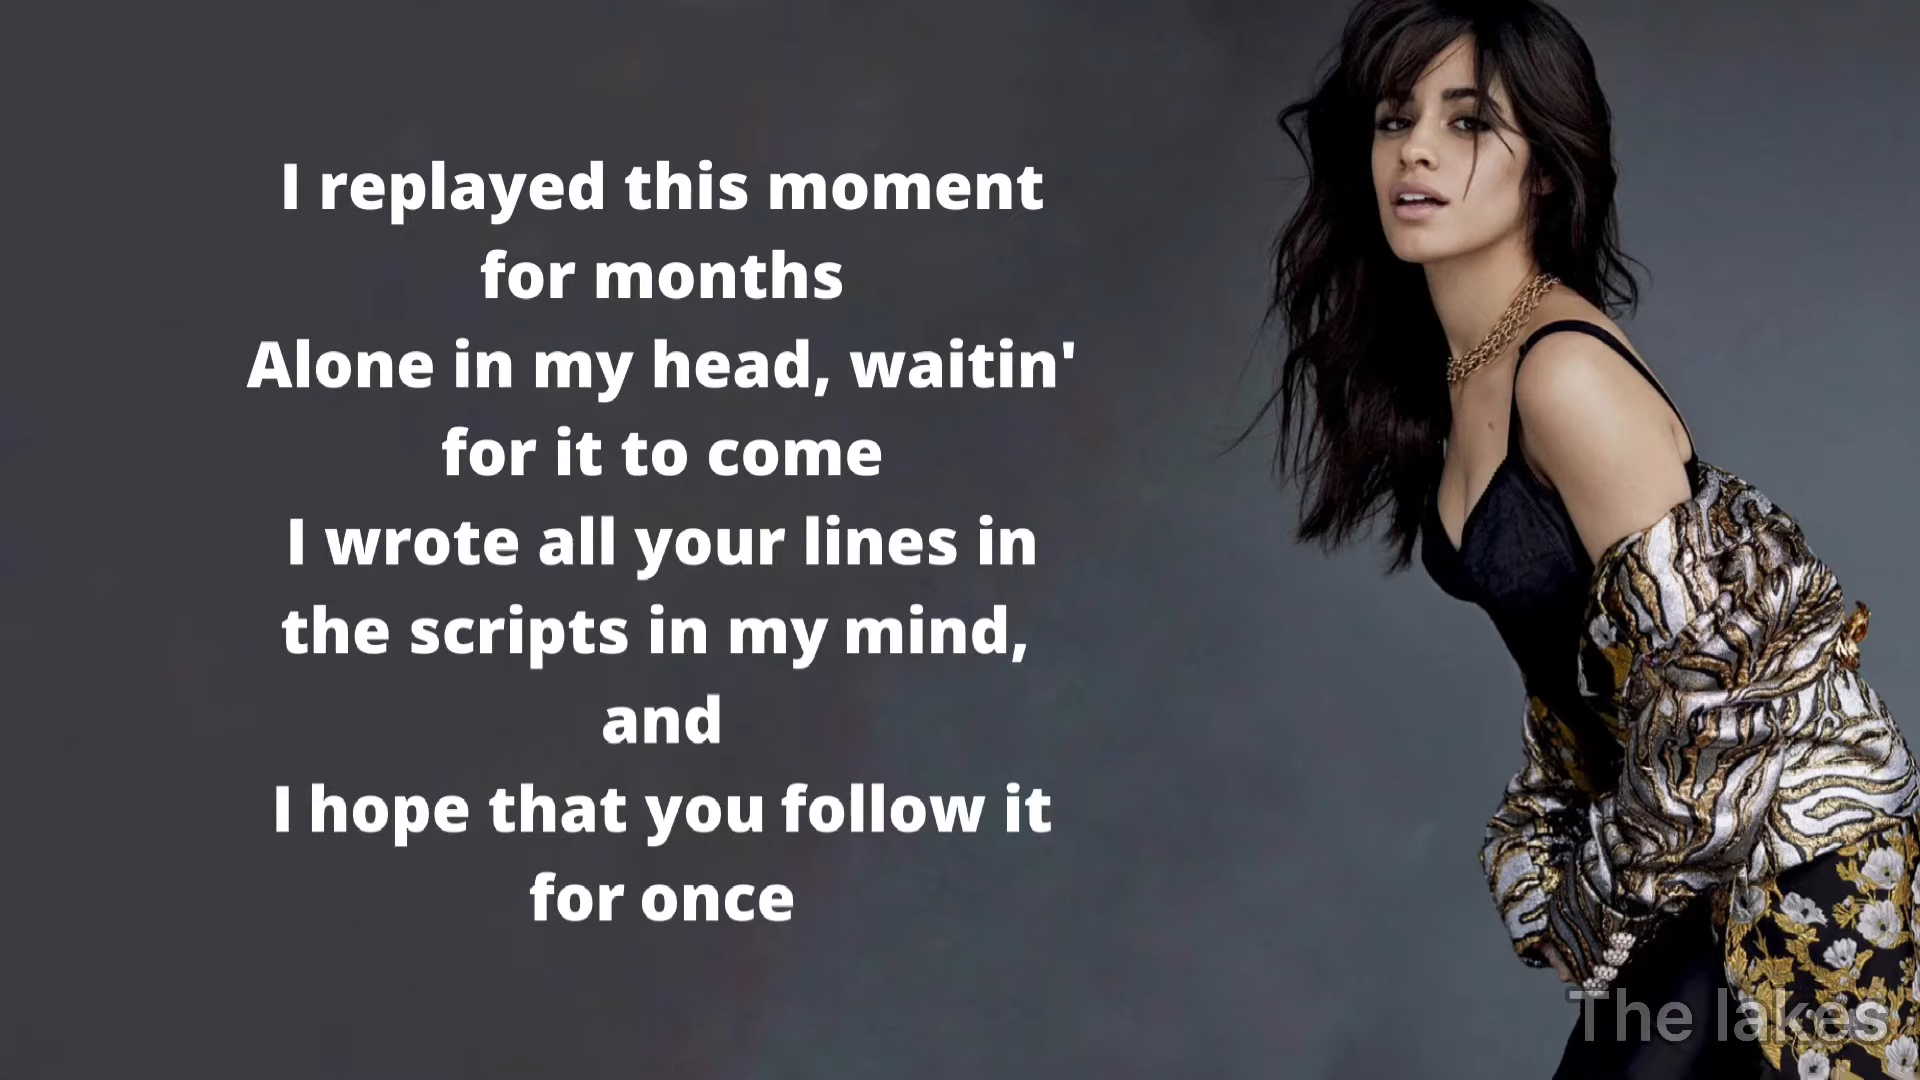 I replayed this moment
for months
Alone in my head, waitin'
for it to come
I wrote all your lines in
the scripts in my mind,
and
I hope that you follow it
for once
The lakes